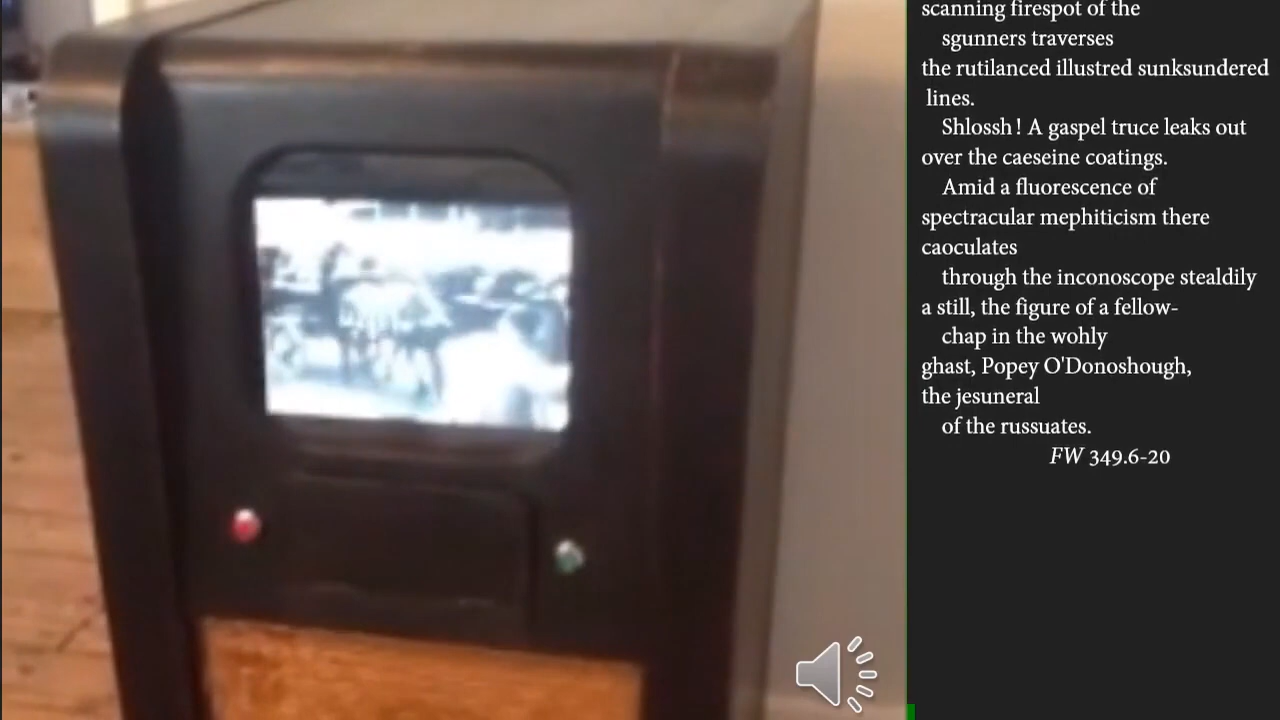 scanning firespot of the
sgunners traverses
the rutilanced illustred sunksundered
lines.
Shlossh! A gaspel truce leaks out
over the caeseine coatings.
Amid a fluorescence of
spectracular mephiticism there
caoculates
through the inconoscope stealdily
a still, the figure of a fellow-
chap in the wohly
ghast, Popey O'Donoshough,
the jesuneral
of the russuates.
FW 349.6-20